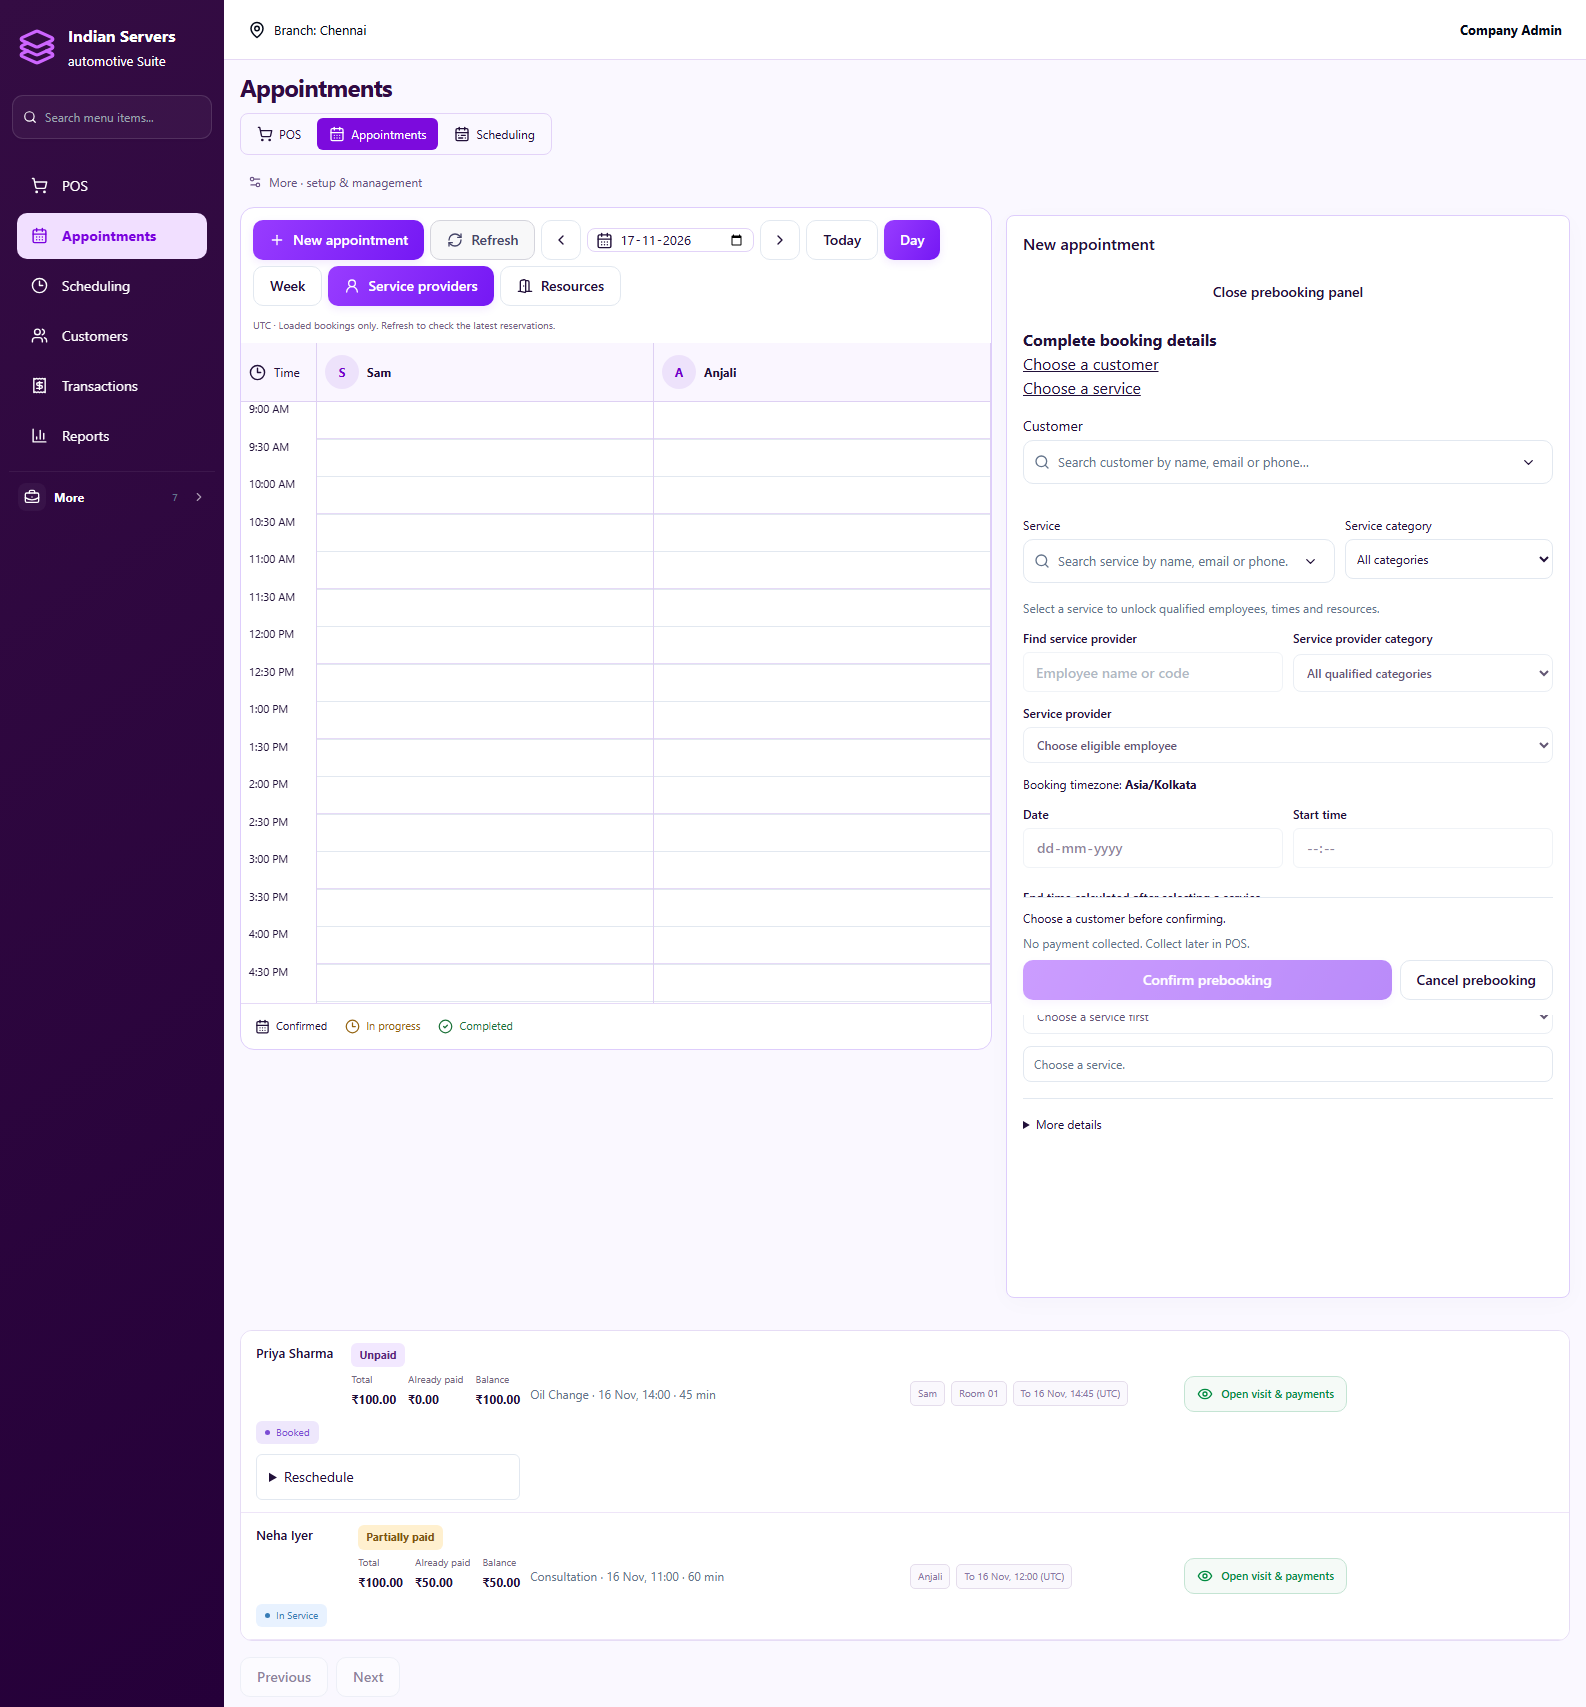 Indian Servers
automotive Suite
Search menu items...
POS
Appointments
Scheduling
Customers
Transactions
Reports
More 7
Branch: Chennai
Company Admin
Appointments
POS Appointments Scheduling
More · setup & management
New appointment Refresh 17-11-2026 Today Day
Week Service providers Resources
UTC · Loaded bookings only. Refresh to check the latest reservations.
Time S Sam A Anjali
9:00 AM
9:30 AM
10:00 AM
10:30 AM
11:00 AM
11:30 AM
12:00 PM
12:30 PM
1:00 PM
1:30 PM
2:00 PM
2:30 PM
3:00 PM
3:30 PM
4:00 PM
4:30 PM
Confirmed In progress Completed
New appointment
Close prebooking panel
Complete booking details
Choose a customer
Choose a service
Customer
Search customer by name, email or phone...
Service Service category
Search service by name, email or phone. All categories
Select a service to unlock qualified employees, times and resources.
Find service provider Service provider category
Employee name or code All qualified categories
Service provider
Choose eligible employee
Booking timezone: Asia/Kolkata
Date Start time
dd-mm-yyyy --:--
End time calculated after selecting a service
Choose a customer before confirming.
No payment collected. Collect later in POS.
Confirm prebooking Cancel prebooking
Choose a service first
Choose a service.
More details
Priya Sharma Unpaid
Total Already paid Balance
₹100.00 ₹0.00 ₹100.00 Oil Change · 16 Nov, 14:00 · 45 min Sam Room 01 To 16 Nov, 14:45 (UTC) Open visit & payments
Booked
Reschedule
Neha Iyer Partially paid
Total Already paid Balance
₹100.00 ₹50.00 ₹50.00 Consultation · 16 Nov, 11:00 · 60 min Anjali To 16 Nov, 12:00 (UTC) Open visit & payments
In Service
Previous Next